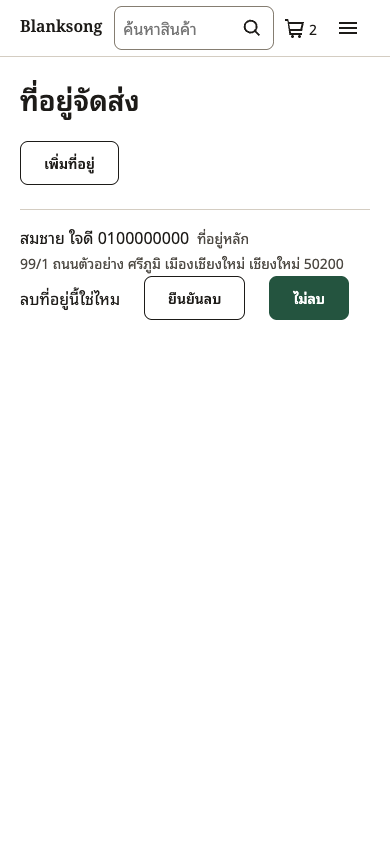 Blanksong
ค้นหาสินค้า
2
ที่อยู่จัดส่ง
เพิ่มที่อยู่
สมชาย ใจดี 0100000000 ที่อยู่หลัก
99/1 ถนนตัวอย่าง ศรีภูมิ เมืองเชียงใหม่ เชียงใหม่ 50200
ลบที่อยู่นี้ใช่ไหม ยืนยันลบ ไม่ลบ